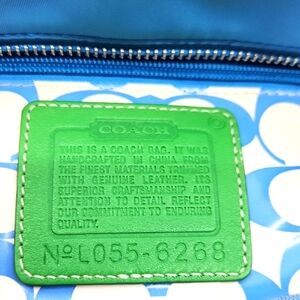 COACH
THIS IS A COACH BAG. IT WAS
HANDCRAFTED IN CHINA FROM
THE FINEST MATERIALS TRIMMED
WITH GENUINE LEATHER. ITS
SUPERIOR CRAFTSMANSHIP AND
ATTENTION TO DETAIL REFLECT
OUR COMMITMENT TO ENDURING
QUALITY.
Nº L055-6268